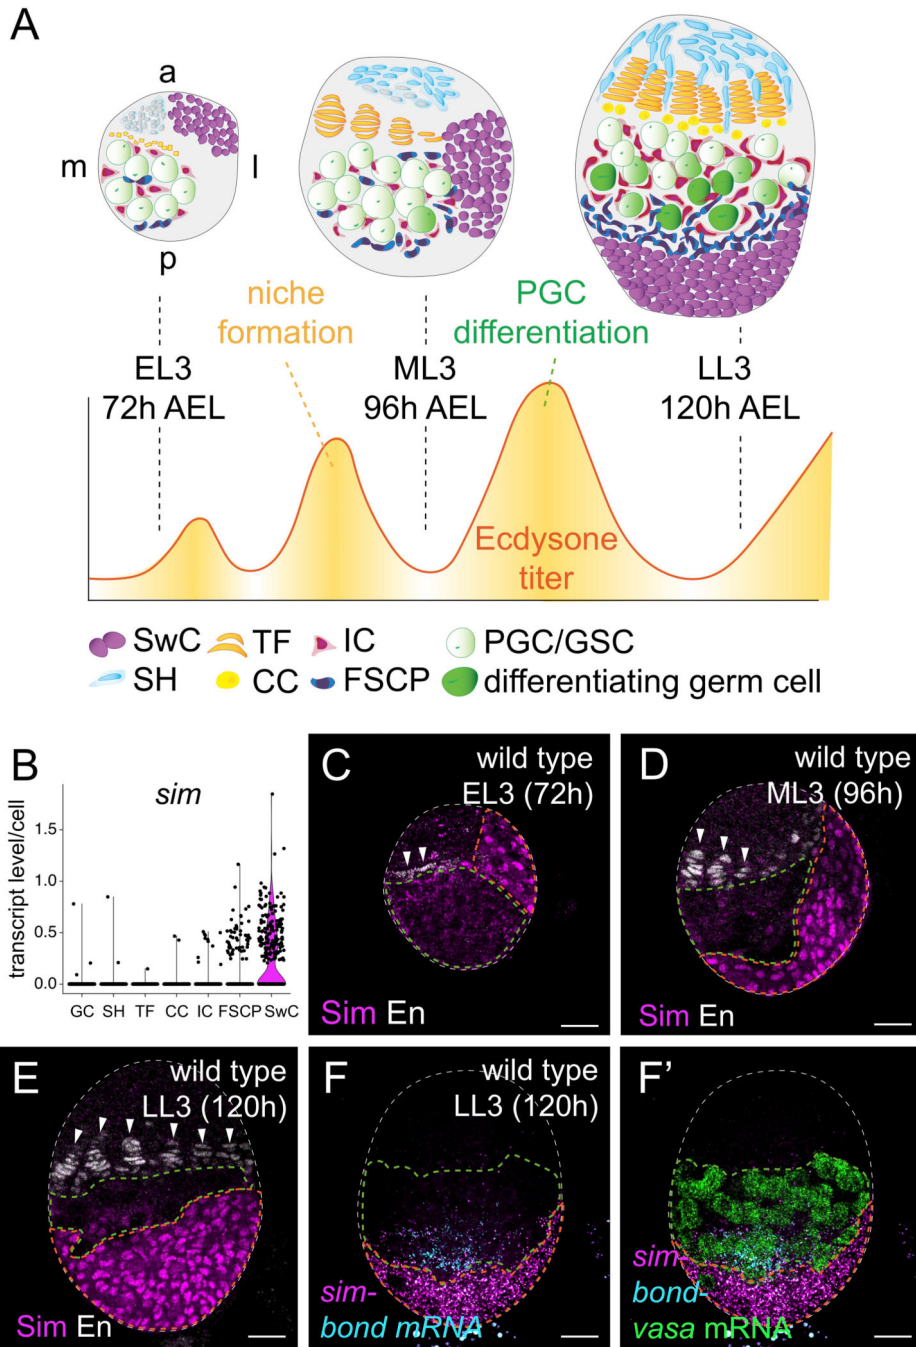 A
a
m
l
p
niche
formation
PGC
differentiation
EL3
72h AEL
ML3
96h AEL
LL3
120h AEL
Ecdysone
titer
SwC
TF
IC
PGC/GSC
SH
CC
FSCP
differentiating germ cell
B
sim
transcript level/cell
1.5
1.0
0.5
0.0
GC SH TF CC IC FSCP SwC
C
wild type
EL3 (72h)
Sim En
D
wild type
ML3 (96h)
Sim En
E
wild type
LL3 (120h)
Sim En
F
wild type
LL3 (120h)
sim-
bond mRNA
F'
sim-
bond-
vasa mRNA